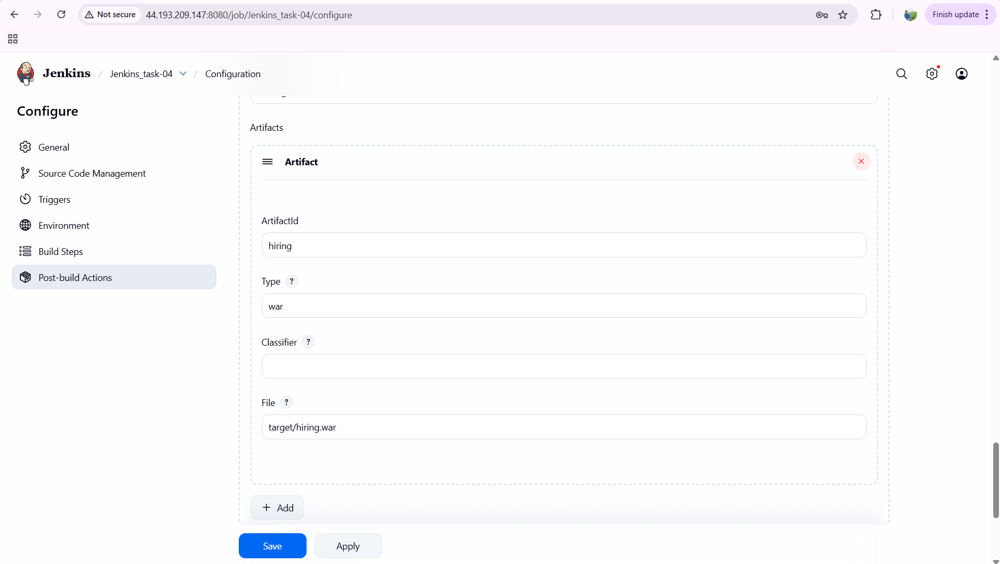 Not secure 44.193.209.147:8080/job/Jenkins_task-04/configure Finish update
Jenkins / Jenkins_task-04 / Configuration
Configure
General
Source Code Management
Triggers
Environment
Build Steps
Post-build Actions
Artifacts
Artifact
ArtifactId
hiring
Type ?
war
Classifier ?
File ?
target/hiring.war
+ Add
Save Apply